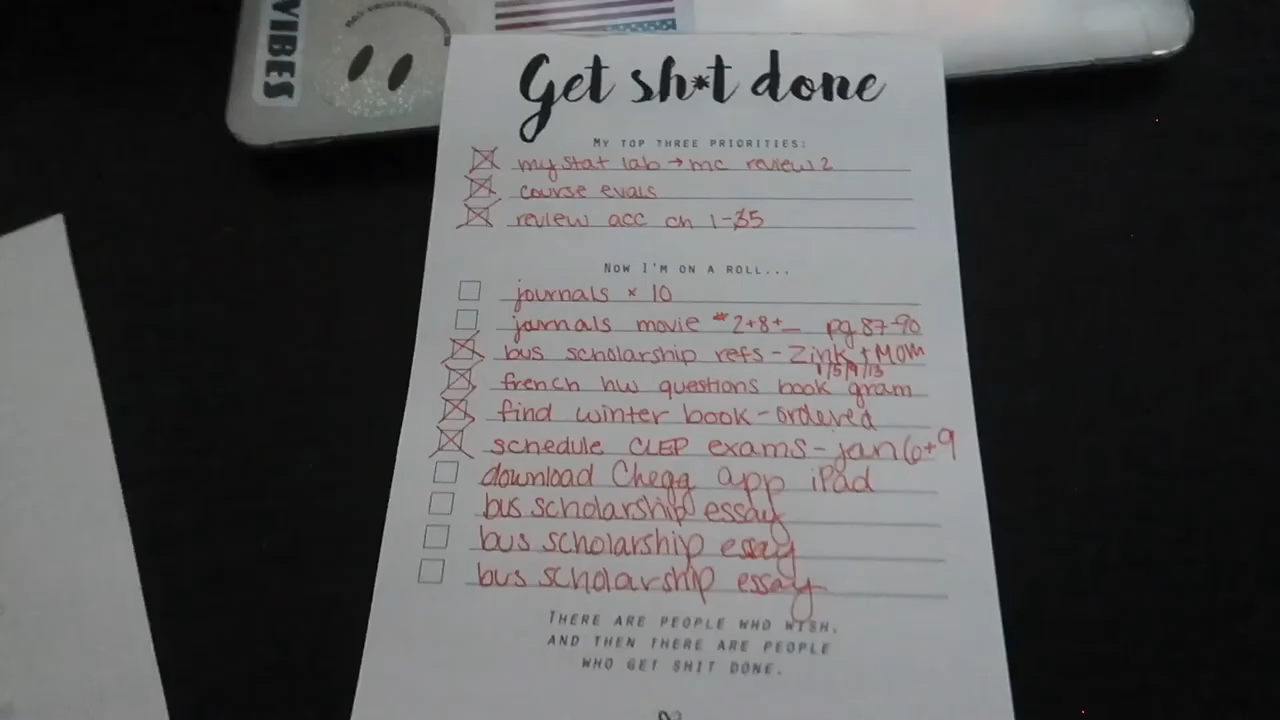 VIBES
Get sh*t done
MY TOP THREE PRIORITIES:
my stat lab → mc review 2
course evals
review acc ch 1-35
NOW I'M ON A ROLL...
journals × 10
journals movie #2+8+_ pg 87-90
bus scholarship refs - Zink + Mom
french hw questions book gram
find winter book - ordered
schedule CLEP exams - jan 6+9
download Chegg app iPad
bus scholarship essay
bus scholarship essay
bus scholarship essay
THERE ARE PEOPLE WHO WISH,
AND THEN THERE ARE PEOPLE
WHO GET SHIT DONE.